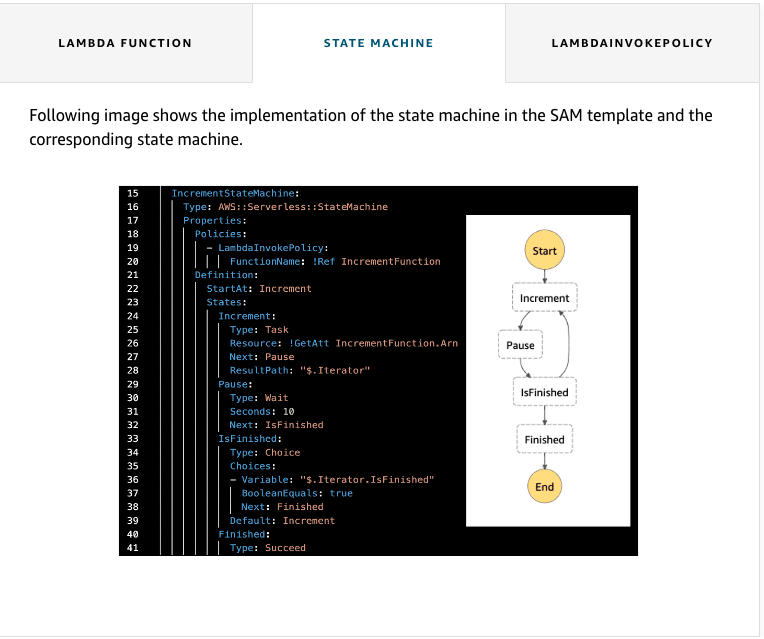 LAMBDA FUNCTION
STATE MACHINE
LAMBDAINVOKEPOLICY
Following image shows the implementation of the state machine in the SAM template and the
corresponding state machine.
15 IncrementStateMachine:
16 Type: AWS::Serverless::StateMachine
17 Properties:
18 Policies:
19 - LambdaInvokePolicy:
20 FunctionName: !Ref IncrementFunction
21 Definition:
22 StartAt: Increment
23 States:
24 Increment:
25 Type: Task
26 Resource: !GetAtt IncrementFunction.Arn
27 Next: Pause
28 ResultPath: "$.Iterator"
29 Pause:
30 Type: Wait
31 Seconds: 10
32 Next: IsFinished
33 IsFinished:
34 Type: Choice
35 Choices:
36 - Variable: "$.Iterator.IsFinished"
37 BooleanEquals: true
38 Next: Finished
39 Default: Increment
40 Finished:
41 Type: Succeed
Start
Increment
Pause
IsFinished
Finished
End